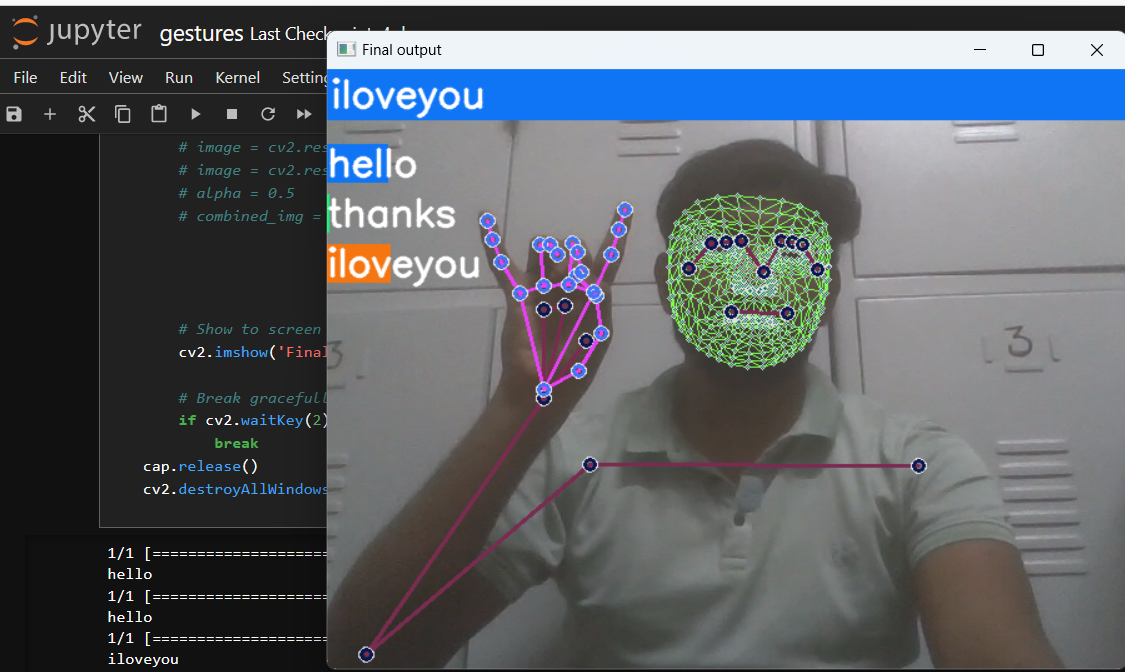 jupyter gestures Last Check
File Edit View Run Kernel Setting
# image = cv2.res
# image = cv2.res
# alpha = 0.5
# combined_img =
# Show to screen
cv2.imshow('Final
# Break gracefull
if cv2.waitKey(2)
break
cap.release()
cv2.destroyAllWindows
1/1 [=====================
hello
1/1 [=====================
hello
1/1 [=====================
iloveyou
Final output
iloveyou
hello
thanks
iloveyou
3
3